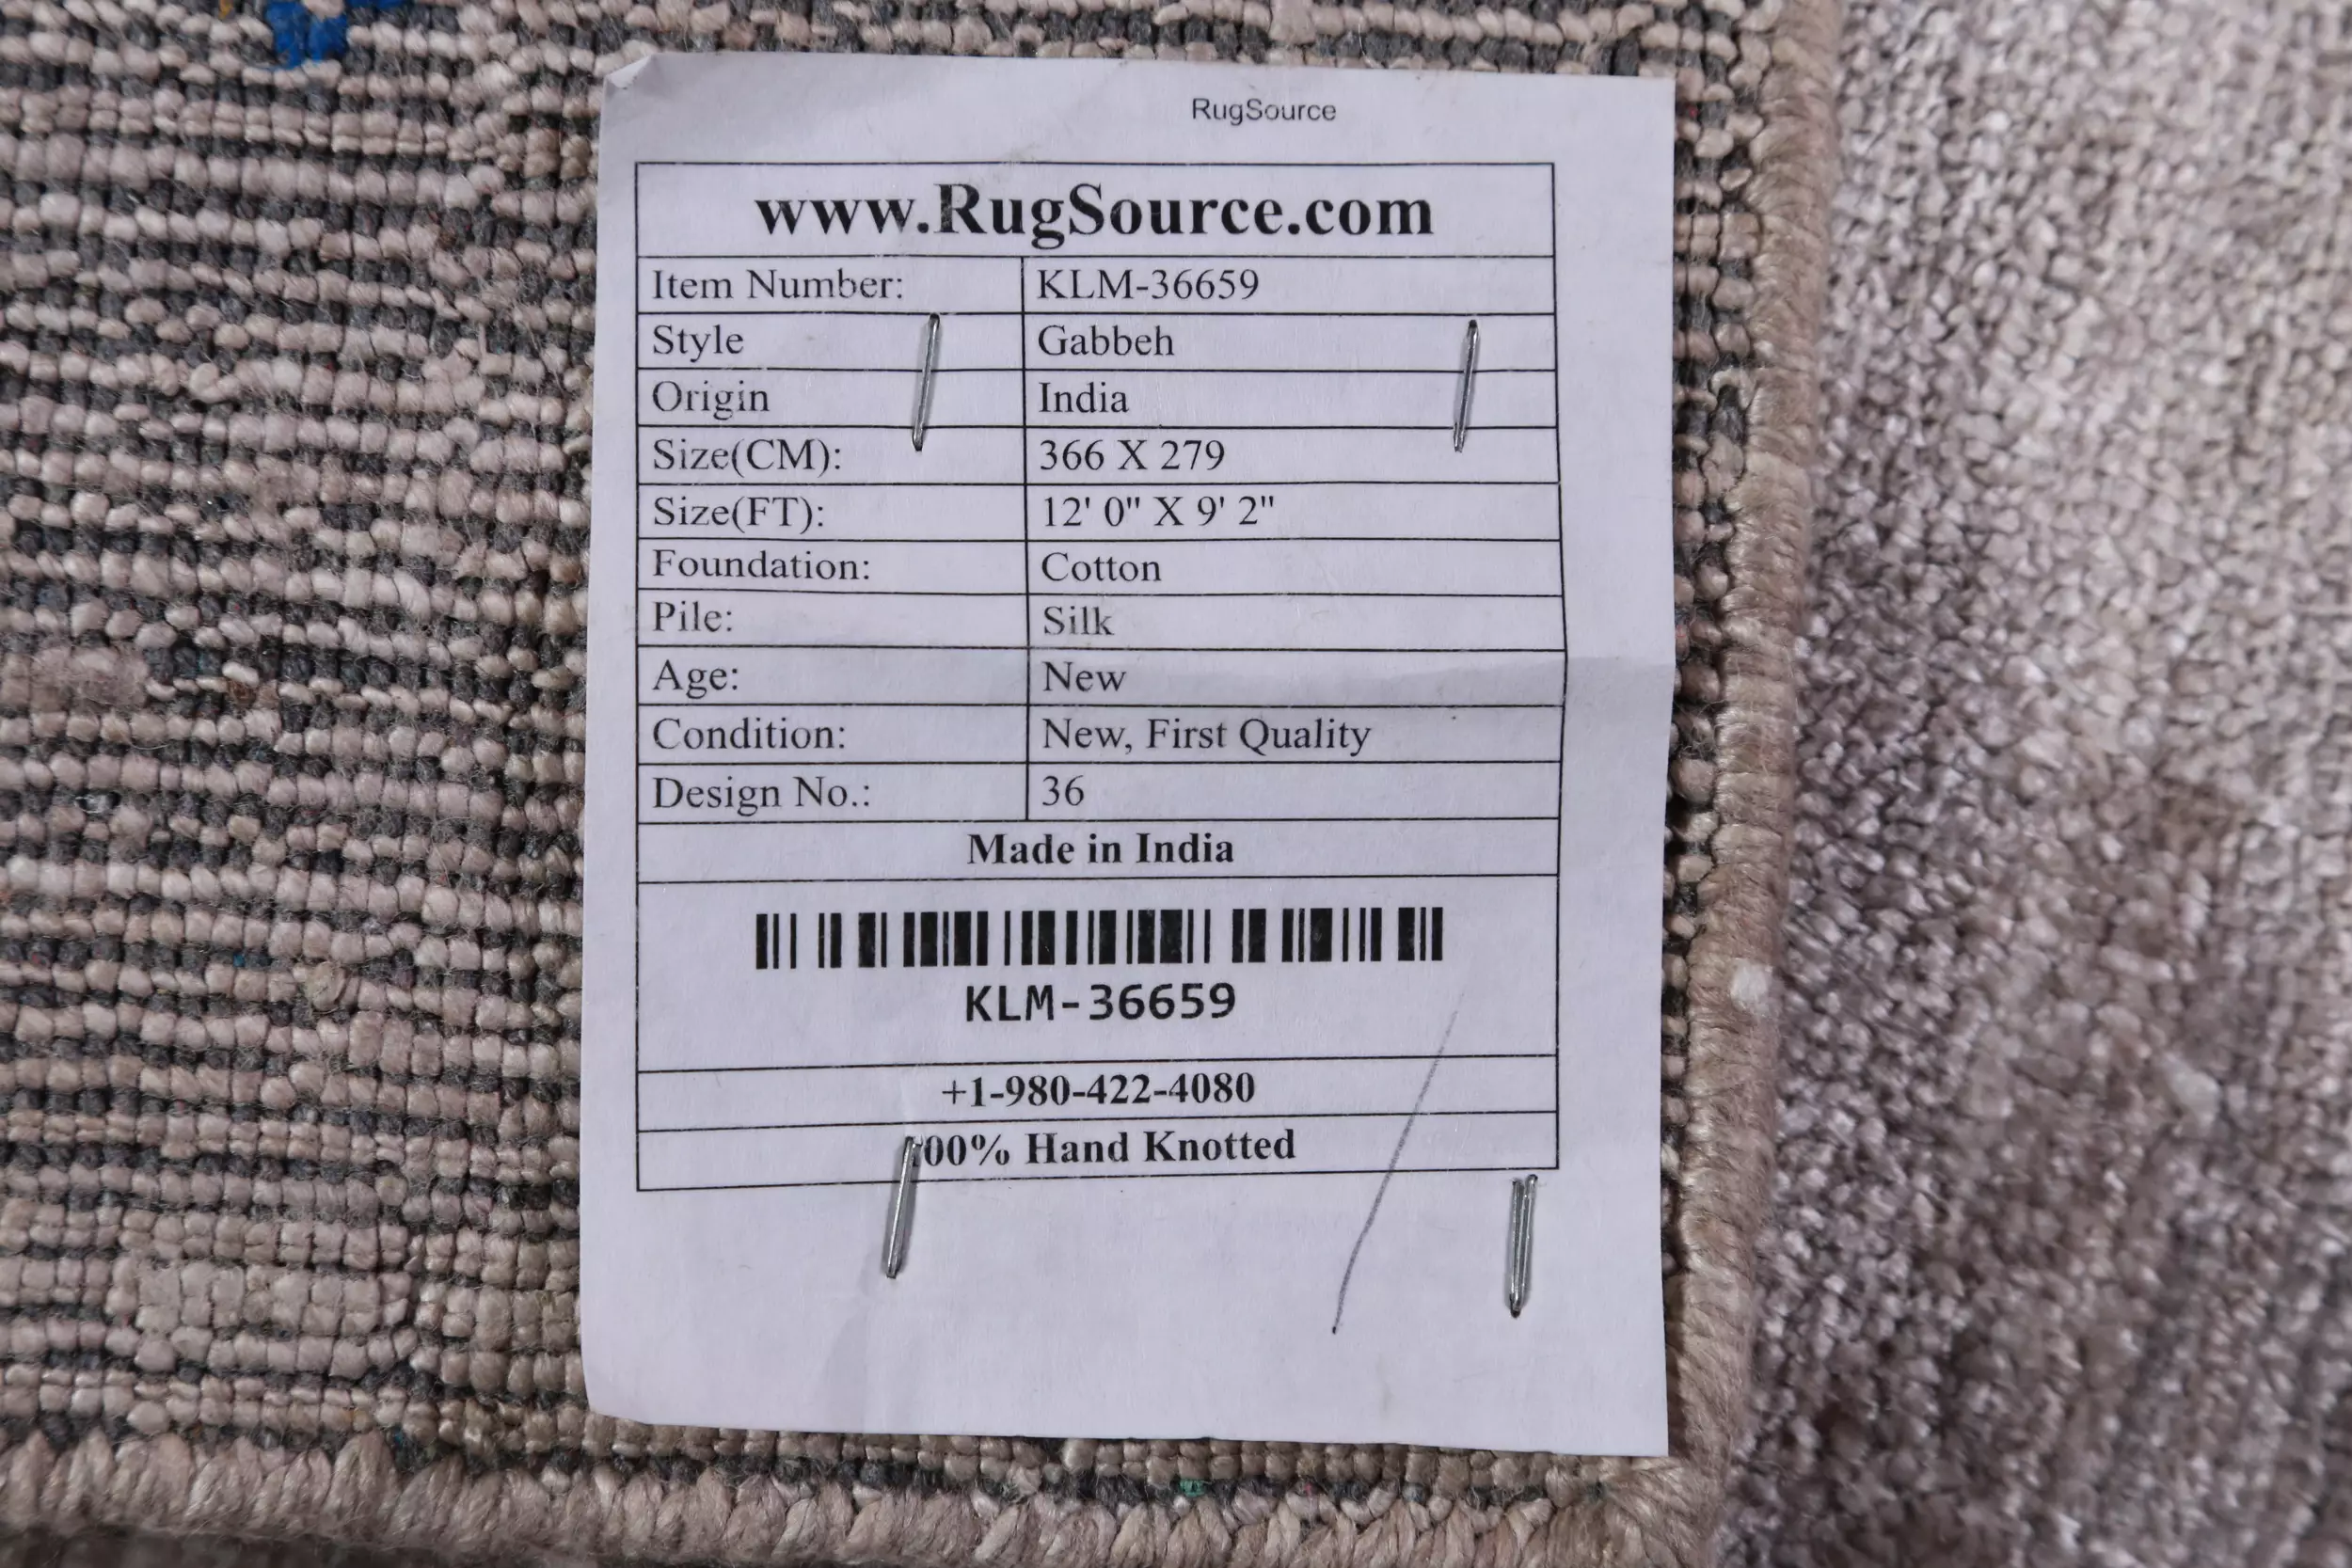 RugSource
www.RugSource.com
Item Number: KLM-36659
Style Gabbeh
Origin India
Size(CM): 366 X 279
Size(FT): 12' 0" X 9' 2"
Foundation: Cotton
Pile: Silk
Age: New
Condition: New, First Quality
Design No.: 36
Made in India
KLM-36659
+1-980-422-4080
100% Hand Knotted